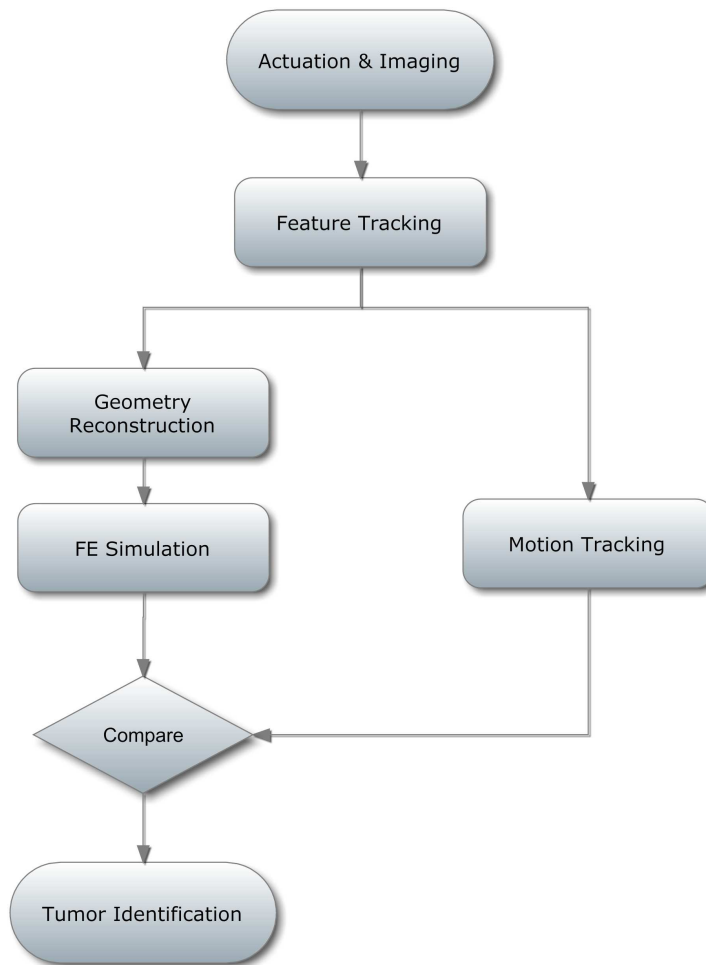 Actuation & Imaging
Feature Tracking
Geometry
Reconstruction
FE Simulation
Motion Tracking
Compare
Tumor Identification